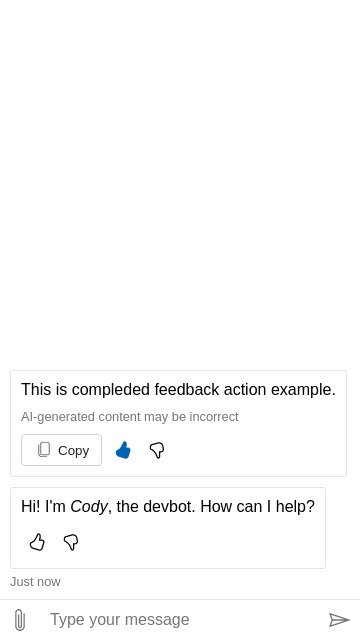 This is compleded feedback action example.
AI-generated content may be incorrect
Copy
Hi! I'm Cody, the devbot. How can I help?
Just now
Type your message